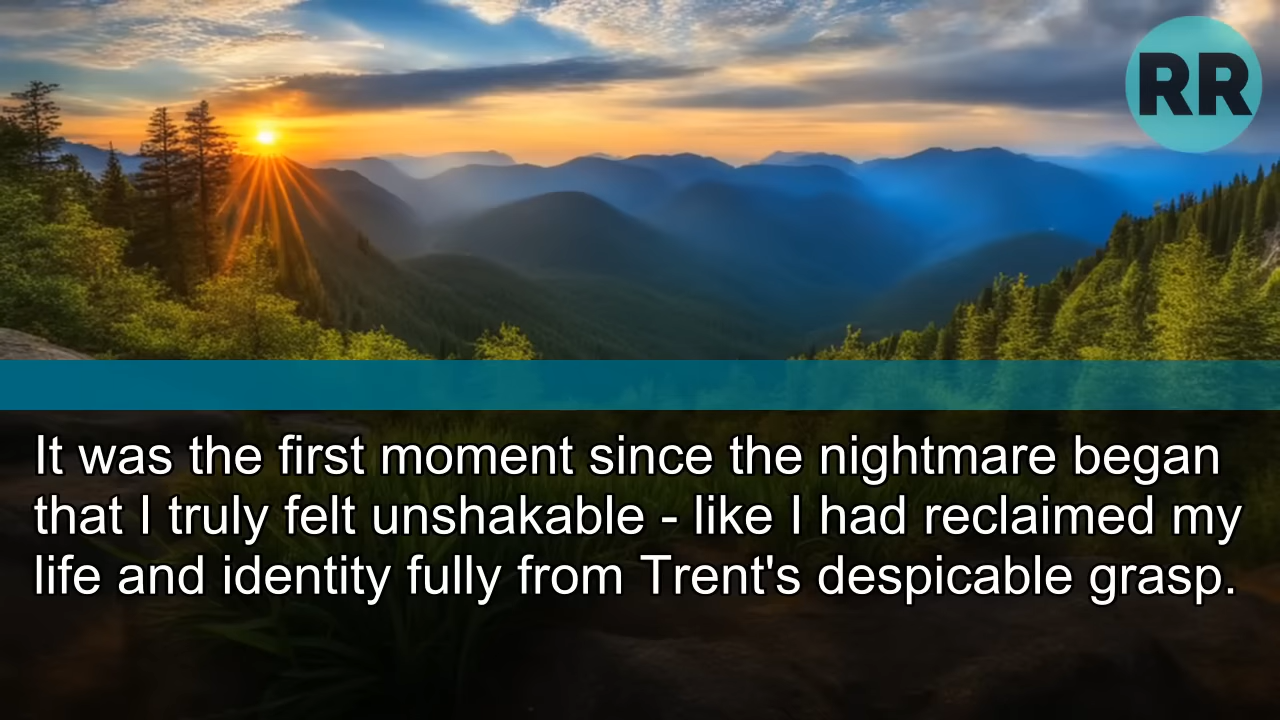 RR
It was the first moment since the nightmare began
that I truly felt unshakable - like I had reclaimed my
life and identity fully from Trent's despicable grasp.